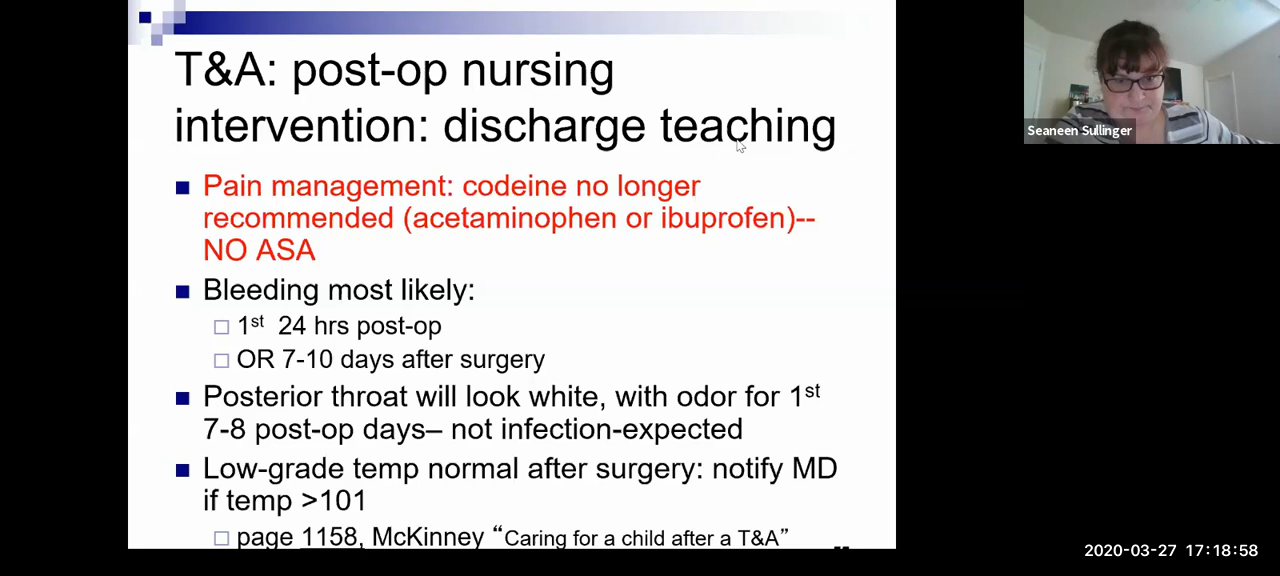 T&A: post-op nursing
intervention: discharge teaching
Pain management: codeine no longer
recommended (acetaminophen or ibuprofen)--
NO ASA
Bleeding most likely:
1st 24 hrs post-op
OR 7-10 days after surgery
Posterior throat will look white, with odor for 1st
7-8 post-op days– not infection-expected
Low-grade temp normal after surgery: notify MD
if temp >101
page 1158, McKinney “Caring for a child after a T&A”
Seaneen Sullinger
2020-03-27 17:18:58